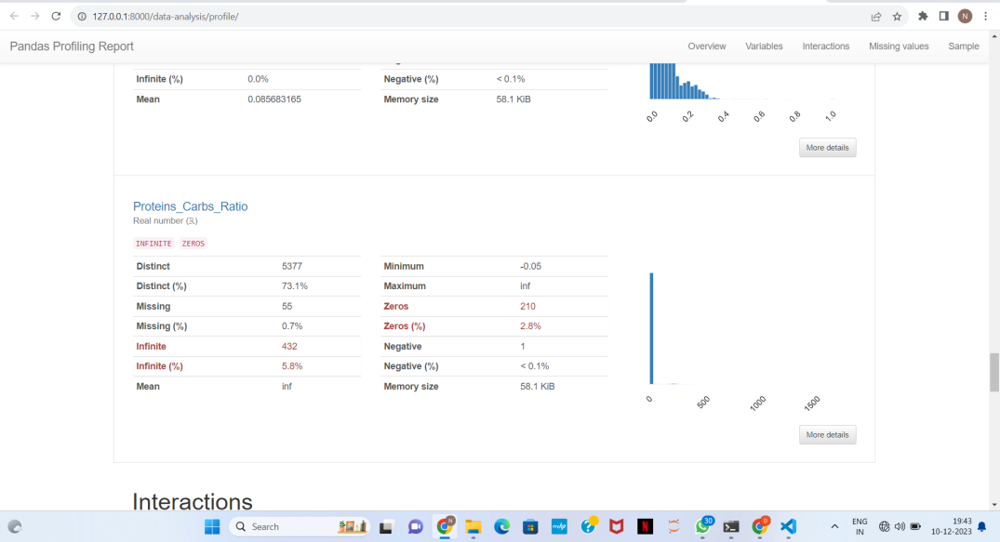 127.0.0.1:8000/data-analysis/profile/
N
Pandas Profiling Report
Overview Variables Interactions Missing values Sample
Infinite (%) 0.0%
Mean 0.085683165
Negative (%) < 0.1%
Memory size 58.1 KiB
0.0 0.2 0.4 0.6 0.8 1.0
More details
Proteins_Carbs_Ratio
Real number (ℝ)
INFINITE ZEROS
Distinct 5377
Distinct (%) 73.1%
Missing 55
Missing (%) 0.7%
Infinite 432
Infinite (%) 5.8%
Mean inf
Minimum -0.05
Maximum inf
Zeros 210
Zeros (%) 2.8%
Negative 1
Negative (%) < 0.1%
Memory size 58.1 KiB
0 500 1000 1500
More details
Interactions
Search
N
30
ENG
IN
19:43
10-12-2023